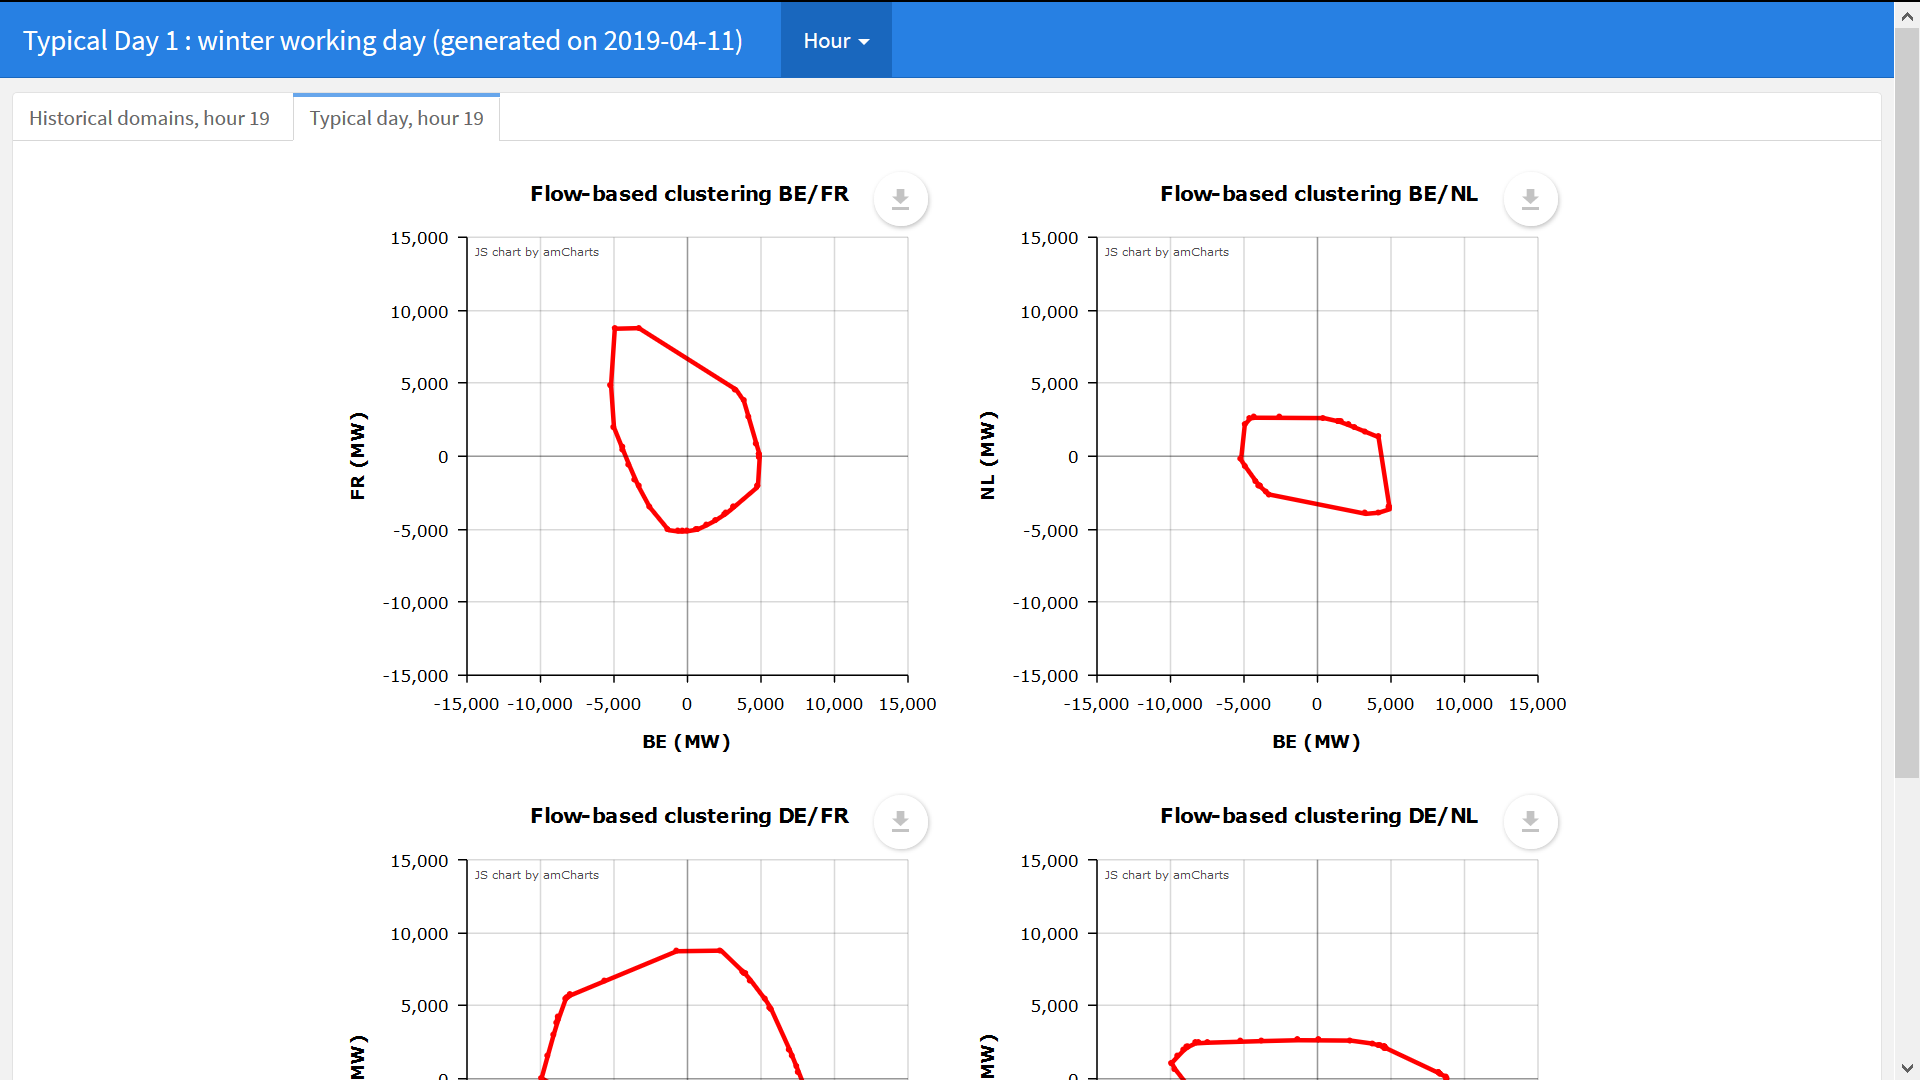 Typical Day 1 : winter working day (generated on 2019-04-11)
Hour
Historical domains, hour 19
Typical day, hour 19
Flow-based clustering BE/FR
JS chart by amCharts
15,000
10,000
5,000
0
-5,000
-10,000
-15,000
FR (MW)
-15,000 -10,000 -5,000 0 5,000 10,000 15,000
BE (MW)
Flow-based clustering BE/NL
JS chart by amCharts
15,000
10,000
5,000
0
-5,000
-10,000
-15,000
NL (MW)
-15,000 -10,000 -5,000 0 5,000 10,000 15,000
BE (MW)
Flow-based clustering DE/FR
JS chart by amCharts
15,000
10,000
5,000
0
MW)
Flow-based clustering DE/NL
JS chart by amCharts
15,000
10,000
5,000
0
MW)